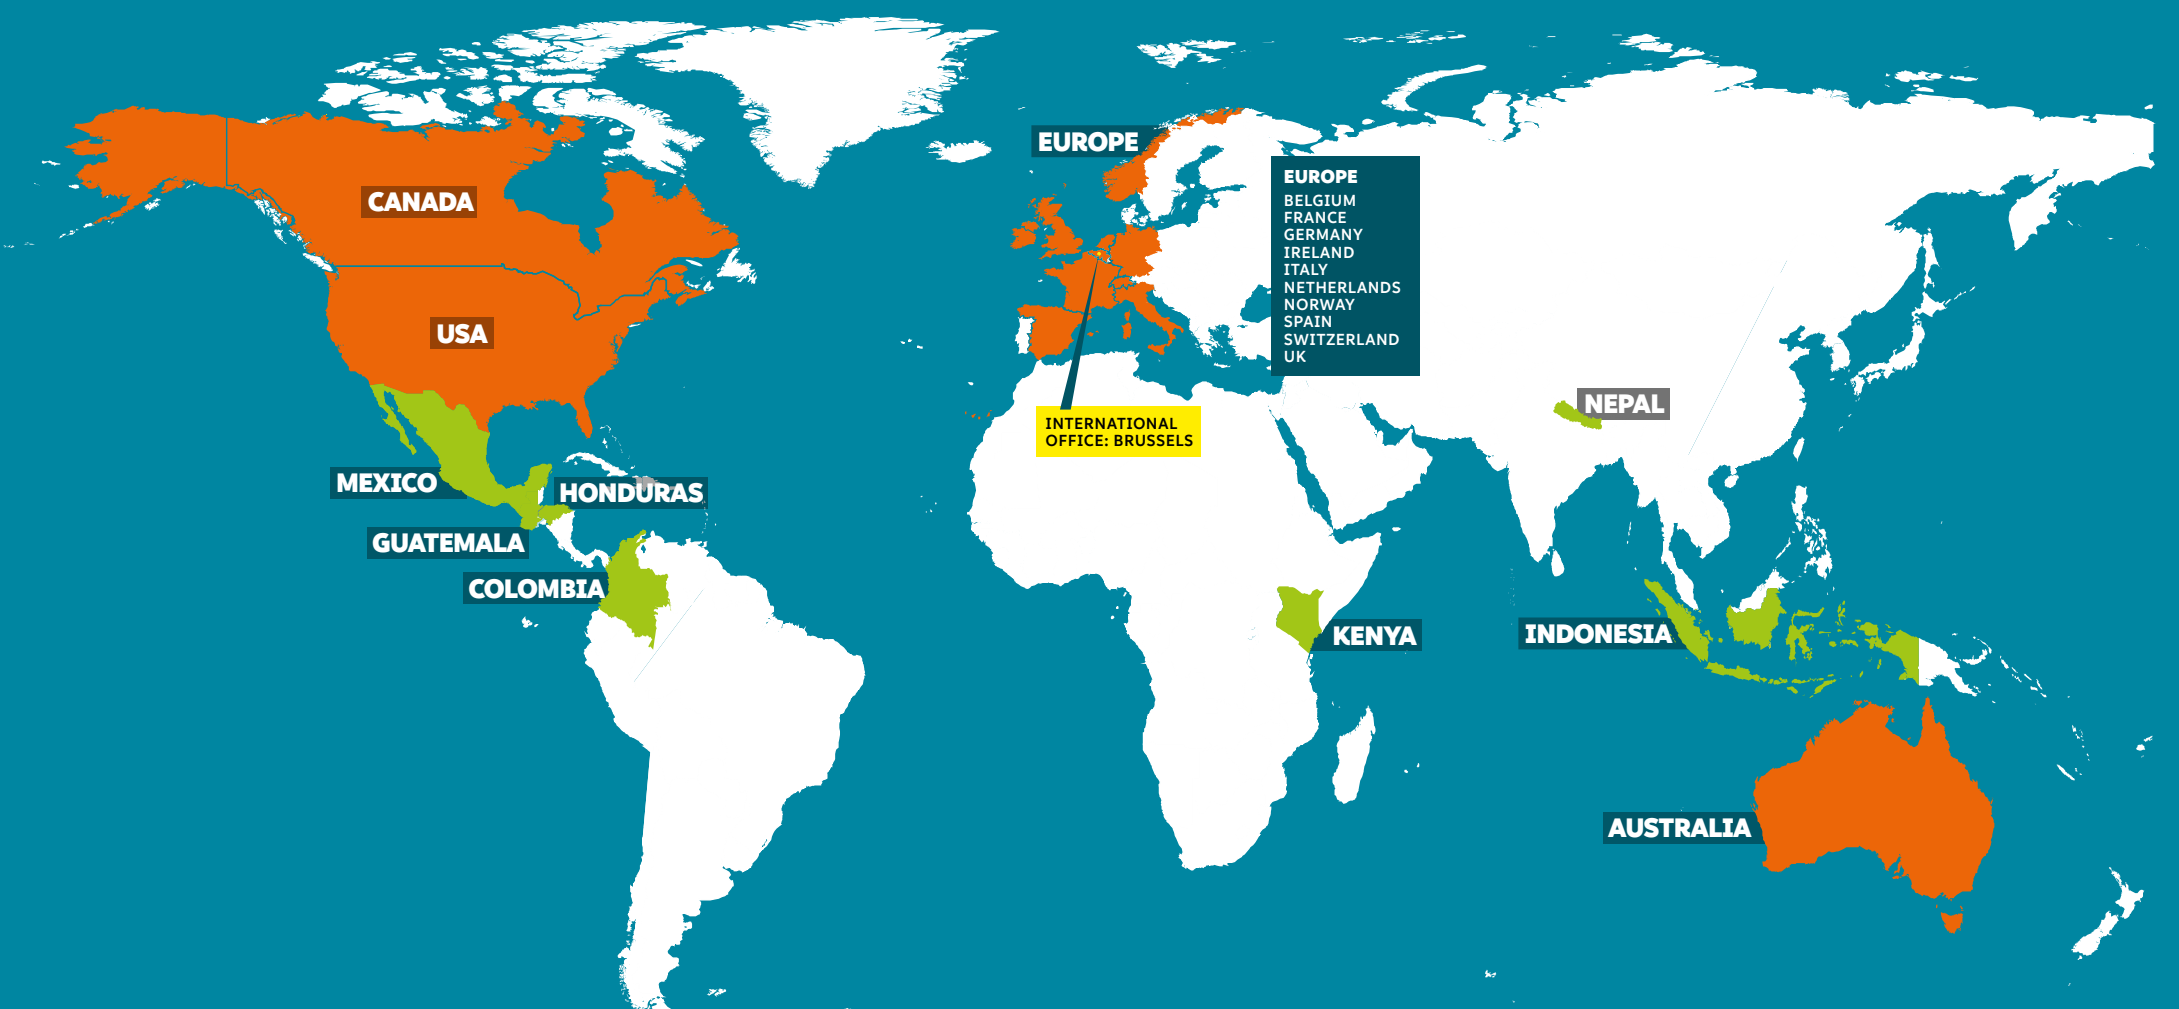 EUROPE
CANADA
USA
EUROPE
BELGIUM
FRANCE
GERMANY
IRELAND
ITALY
NETHERLANDS
NORWAY
SPAIN
SWITZERLAND
UK
NEPAL
INTERNATIONAL
OFFICE: BRUSSELS
MEXICO
HONDURAS
GUATEMALA
COLOMBIA
KENYA
INDONESIA
AUSTRALIA